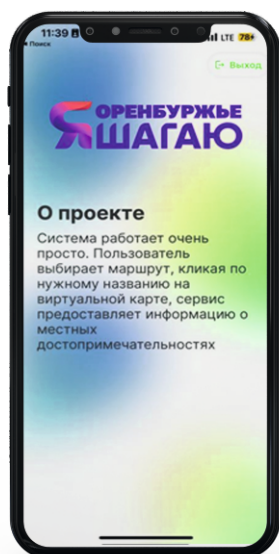 11:39
LTE 78
Поиск
Выход
Я ОРЕНБУРЖЬЕ
ШАГАЮ
О проекте
Система работает очень
просто. Пользователь
выбирает маршрут, кликая по
нужному названию на
виртуальной карте, сервис
предоставляет информацию о
местных
достопримечательностях